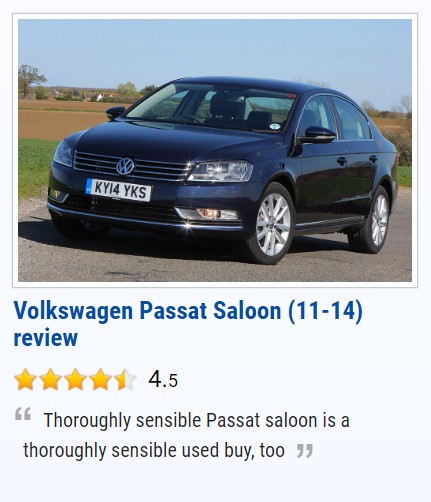 KY14 YKS
Volkswagen Passat Saloon (11-14)
review
4.5
“ Thoroughly sensible Passat saloon is a
thoroughly sensible used buy, too ”